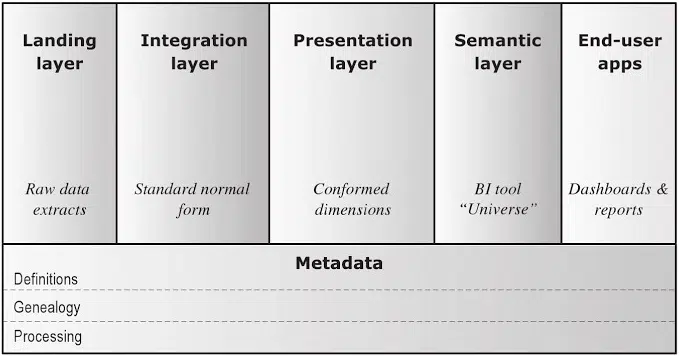 Landing
layer
Integration
layer
Presentation
layer
Semantic
layer
End-user
apps
Raw data
extracts
Standard normal
form
Conformed
dimensions
BI tool
“Universe”
Dashboards &
reports
Metadata
Definitions
Genealogy
Processing